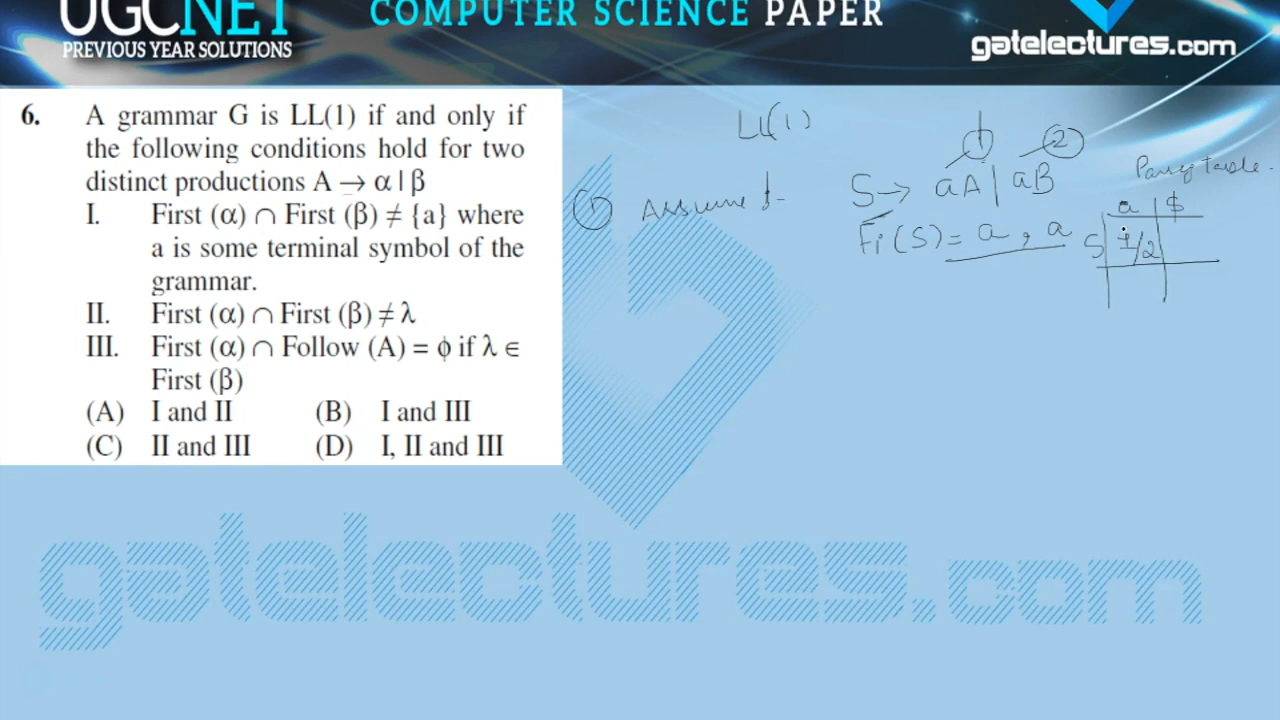 UGCNET
PREVIOUS YEAR SOLUTIONS
COMPUTER SCIENCE PAPER
gatelectures.com
6. A grammar G is LL(1) if and only if
the following conditions hold for two
distinct productions A → α | β
I. First (α) ∩ First (β) ≠ {a} where
a is some terminal symbol of the
grammar.
II. First (α) ∩ First (β) ≠ λ
III. First (α) ∩ Follow (A) = ϕ if λ ∈
First (β)
(A) I and II (B) I and III
(C) II and III (D) I, II and III
LL(1)
1 2
S → aA | aB
1 Assume
Fi(S) = a, a
table
a $
S 1/2
gatelectures.com